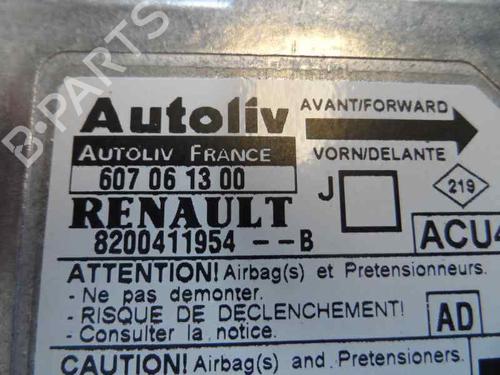 B-PARTS
Autoliv
AVANT/FORWARD
AUTOLIV FRANCE
VORN/DELANTE
607 06 13 00
J
219
RENAULT
8200411954 --B
ACU4
ATTENTION! Airbag(s) et Pretensionneurs.
- Ne pas demonter.
- RISQUE DE DECLENCHEMENT!
- Consulter la notice.
AD
CAUTION! Airbag(s) and Pretensioners